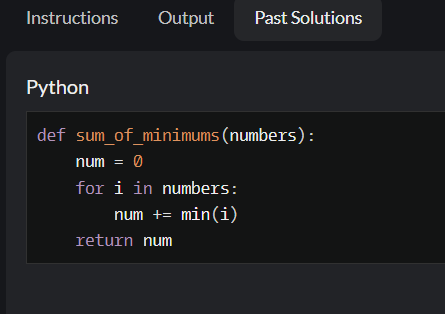 Instructions Output Past Solutions
Python
def sum_of_minimums(numbers):
    num = 0
    for i in numbers:
        num += min(i)
    return num